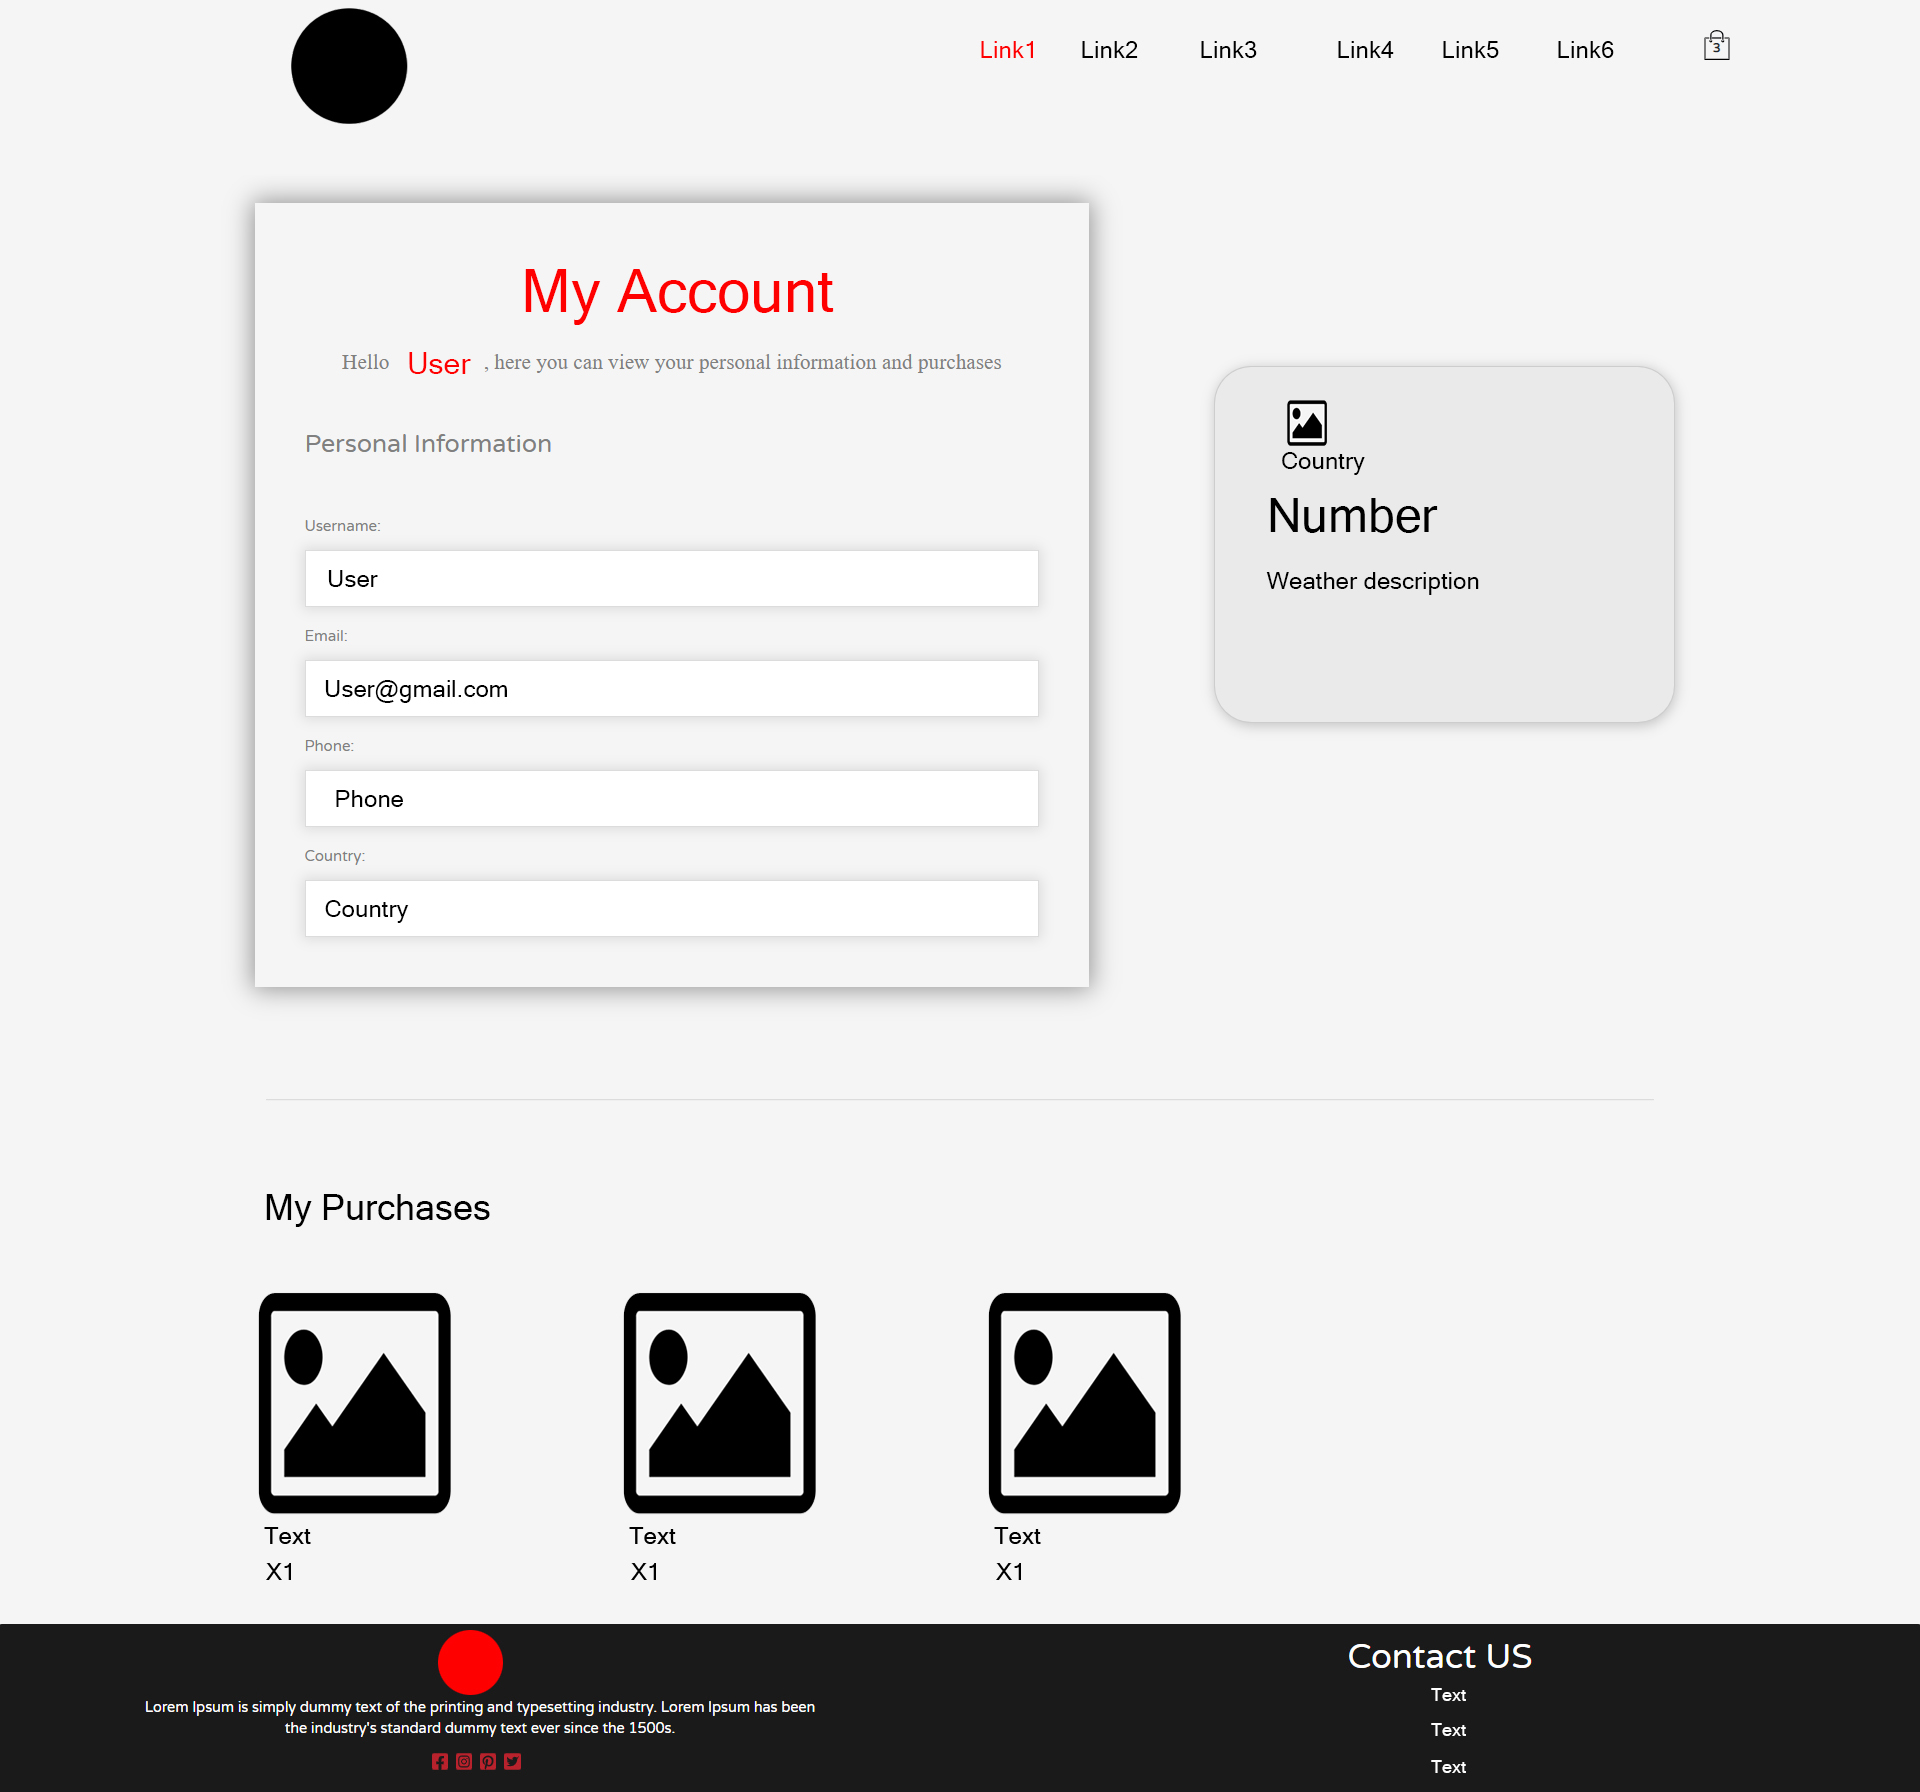 Link1 Link2 Link3 Link4 Link5 Link6 3
My Account
Hello User , here you can view your personal information and purchases
Personal Information
Username:
User
Email:
User@gmail.com
Phone:
Phone
Country:
Country
Country
Number
Weather description
My Purchases
Text Text Text
X1 X1 X1
Lorem Ipsum is simply dummy text of the printing and typesetting industry. Lorem Ipsum has been
the industry's standard dummy text ever since the 1500s.
Contact US
Text
Text
Text